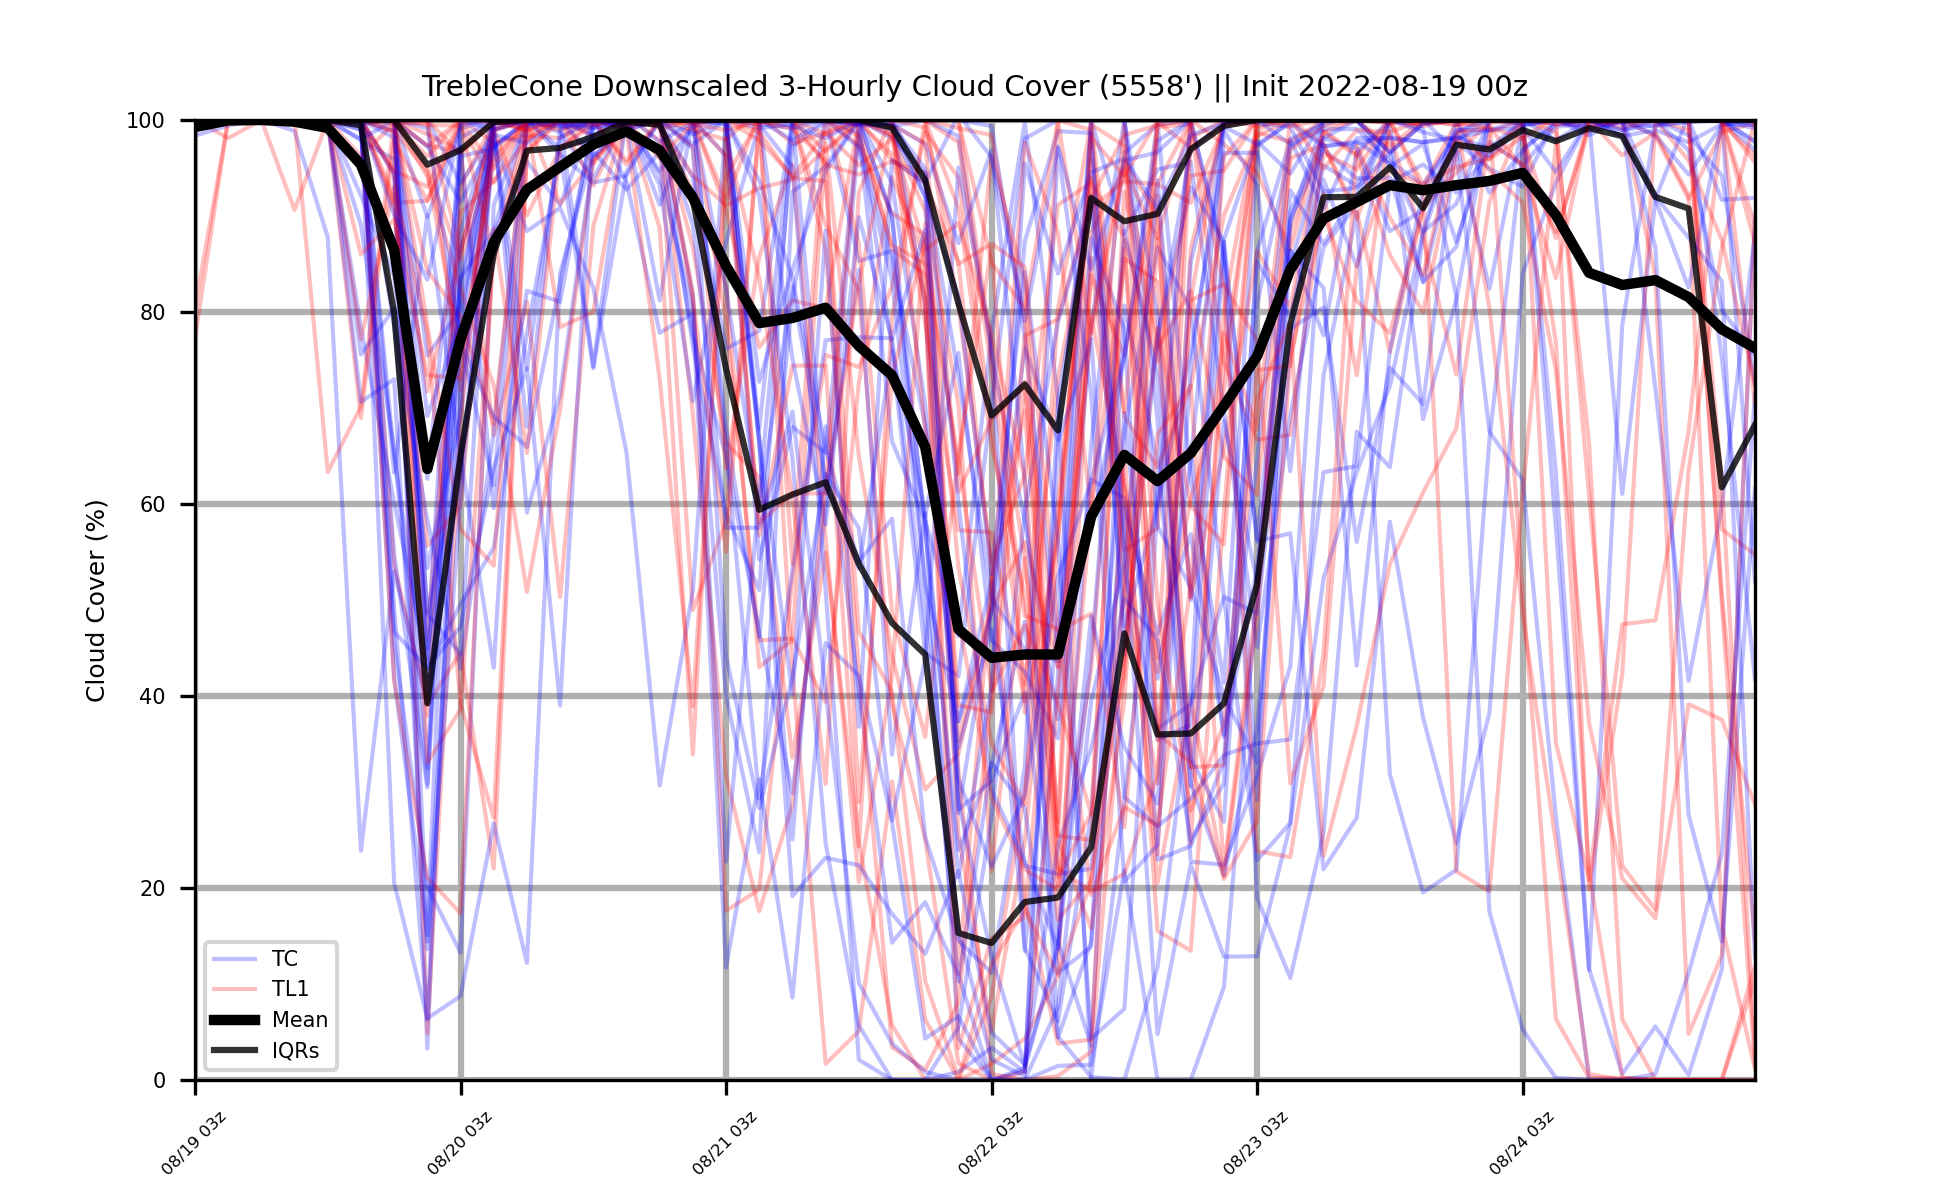 TrebleCone Downscaled 3-Hourly Cloud Cover (5558') || Init 2022-08-19 00z
100
80
60
40
20
0
Cloud Cover (%)
TC
TL1
Mean
IQRs
08/19 03z
08/20 03z
08/21 03z
08/22 03z
08/23 03z
08/24 03z